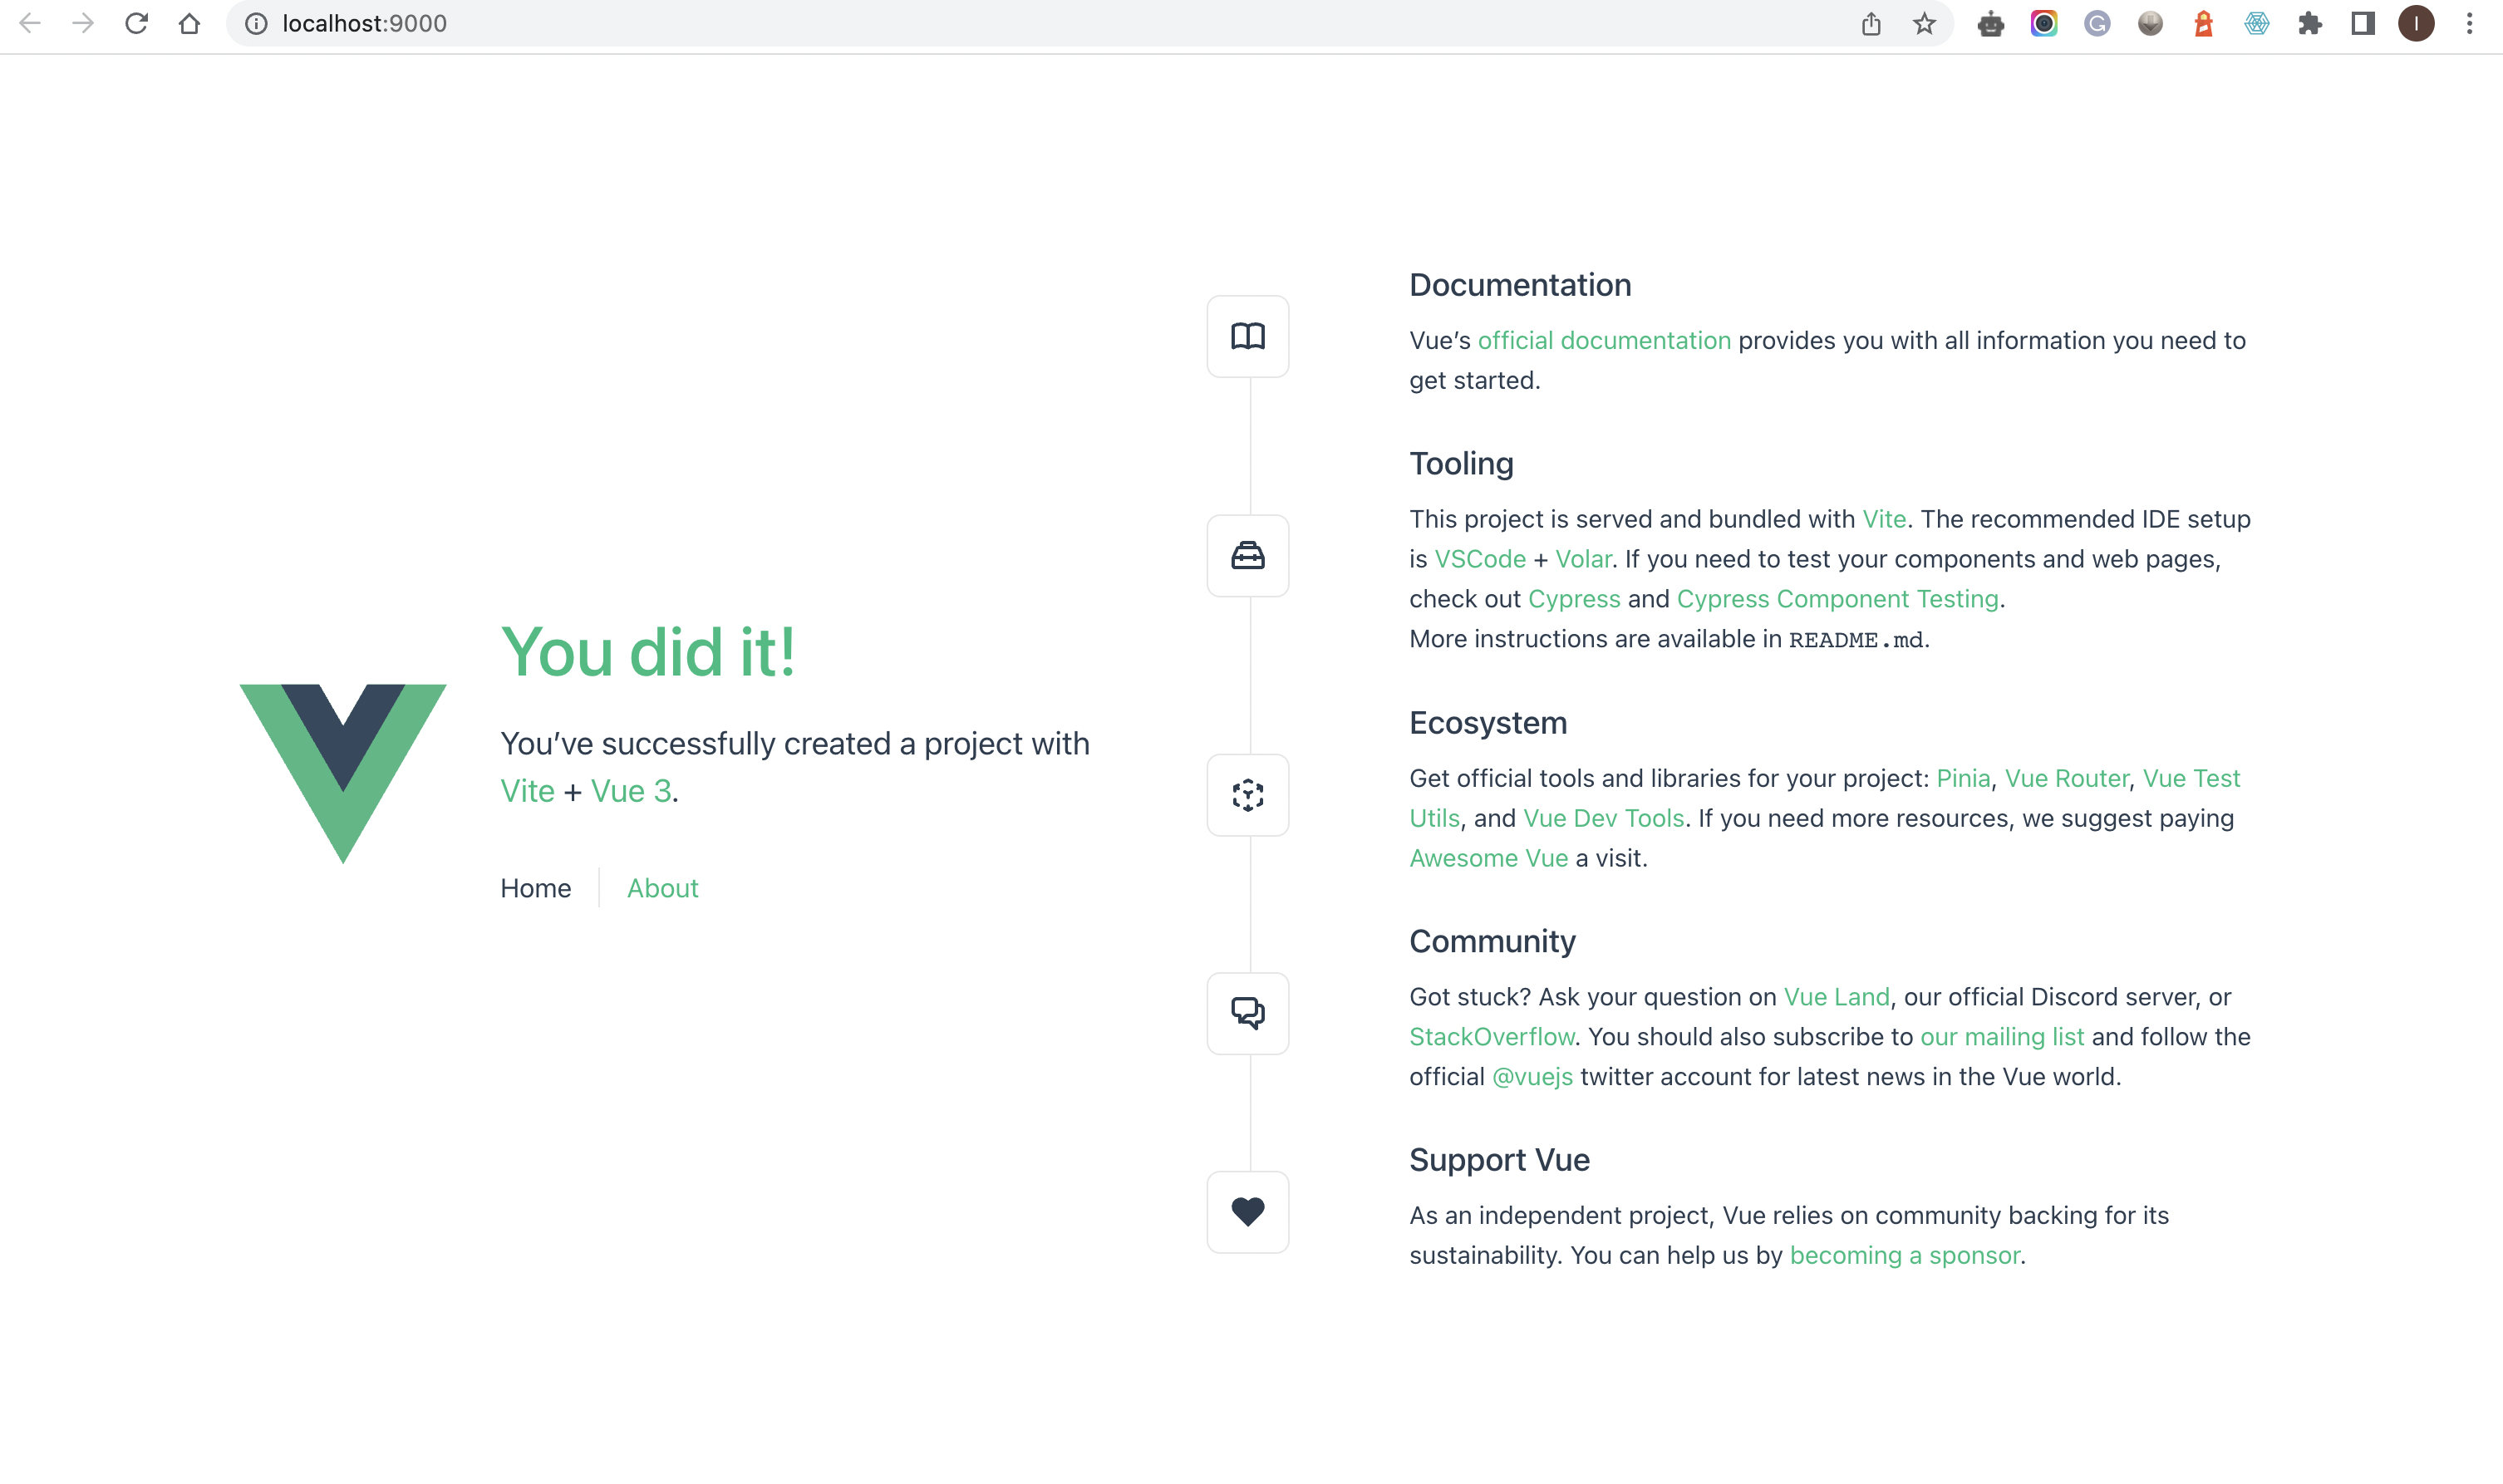 localhost:9000
I
You did it!
You’ve successfully created a project with
Vite + Vue 3.
Home
About
Documentation
Vue’s official documentation provides you with all information you need to
get started.
Tooling
This project is served and bundled with Vite. The recommended IDE setup
is VSCode + Volar. If you need to test your components and web pages,
check out Cypress and Cypress Component Testing.
More instructions are available in README.md.
Ecosystem
Get official tools and libraries for your project: Pinia, Vue Router, Vue Test
Utils, and Vue Dev Tools. If you need more resources, we suggest paying
Awesome Vue a visit.
Community
Got stuck? Ask your question on Vue Land, our official Discord server, or
StackOverflow. You should also subscribe to our mailing list and follow the
official @vuejs twitter account for latest news in the Vue world.
Support Vue
As an independent project, Vue relies on community backing for its
sustainability. You can help us by becoming a sponsor.